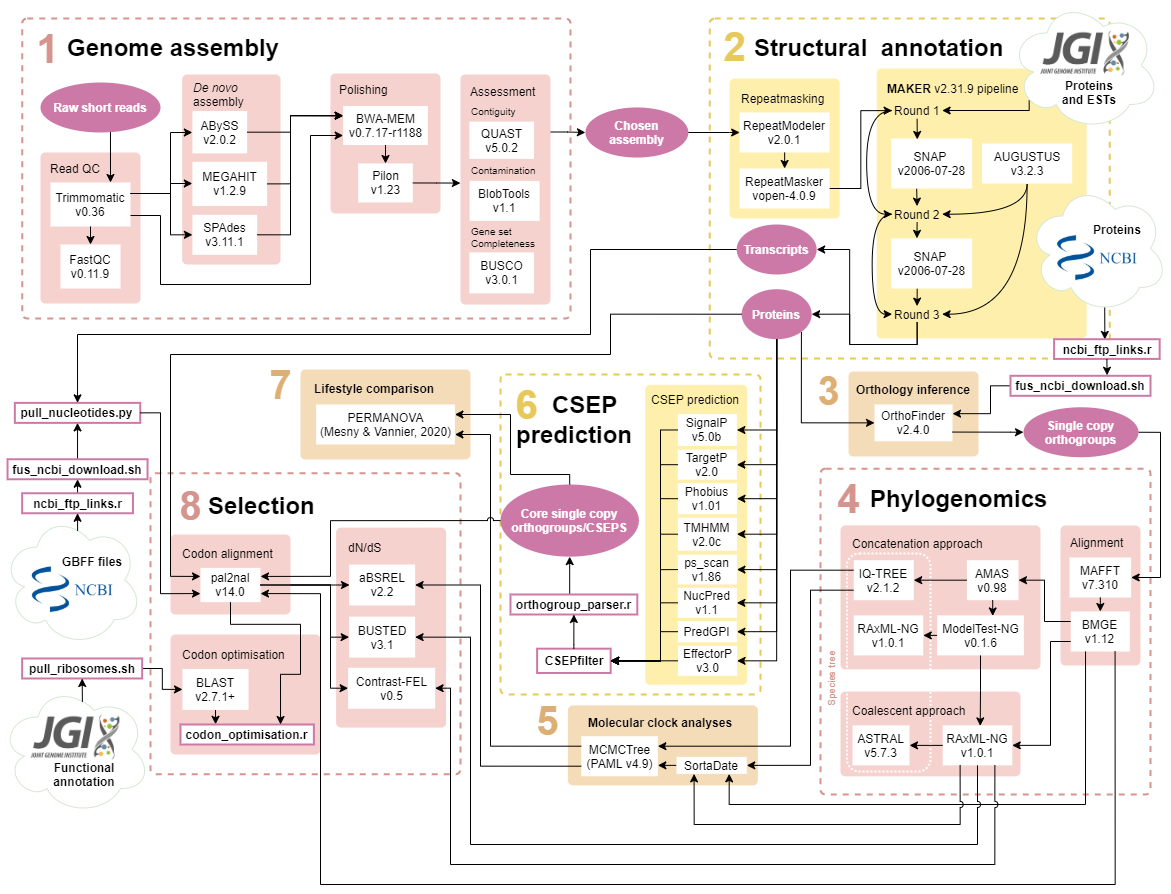 1 Genome assembly
Raw short reads
Read QC
Trimmomatic
v0.36
FastQC
v0.11.9
De novo
assembly
ABySS
v2.0.2
MEGAHIT
v1.2.9
SPAdes
v3.11.1
Polishing
BWA-MEM
v0.7.17-r1188
Pilon
v1.23
Assessment
Contiguity
QUAST
v5.0.2
Contamination
BlobTools
v1.1
Gene set
Completeness
BUSCO
v3.0.1
Chosen
assembly
2 Structural annotation
Repeatmasking
RepeatModeler
v2.0.1
RepeatMasker
vopen-4.0.9
MAKER v2.31.9 pipeline
Round 1
SNAP
v2006-07-28
AUGUSTUS
v3.2.3
Round 2
SNAP
v2006-07-28
Round 3
JGI
JOINT GENOME INSTITUTE
Proteins
and ESTs
Proteins
NCBI
Transcripts
Proteins
ncbi_ftp_links.r
fus_ncbi_download.sh
3 Orthology inference
OrthoFinder
v2.4.0
Single copy
orthogroups
4 Phylogenomics
Concatenation approach
IQ-TREE
v2.1.2
AMAS
v0.98
RAxML-NG
v1.0.1
ModelTest-NG
v0.1.6
Species tree
Coalescent approach
ASTRAL
v5.7.3
RAxML-NG
v1.0.1
Alignment
MAFFT
v7.310
BMGE
v1.12
5 Molecular clock analyses
MCMCTree
(PAML v4.9)
SortaDate
6 CSEP
prediction
CSEP prediction
SignalP
v5.0b
TargetP
v2.0
Phobius
v1.01
TMHMM
v2.0c
ps_scan
v1.86
NucPred
v1.1
PredGPI
EffectorP
v3.0
Core single copy
orthogroups/CSEPS
orthogroup_parser.r
CSEPfilter
7 Lifestyle comparison
PERMANOVA
(Mesny & Vannier, 2020)
8 Selection
Codon alignment
pal2nal
v14.0
dN/dS
aBSREL
v2.2
BUSTED
v3.1
Contrast-FEL
v0.5
Codon optimisation
BLAST
v2.7.1+
codon_optimisation.r
pull_nucleotides.py
fus_ncbi_download.sh
ncbi_ftp_links.r
GBFF files
NCBI
pull_ribosomes.sh
JGI
JOINT GENOME INSTITUTE
Functional
annotation